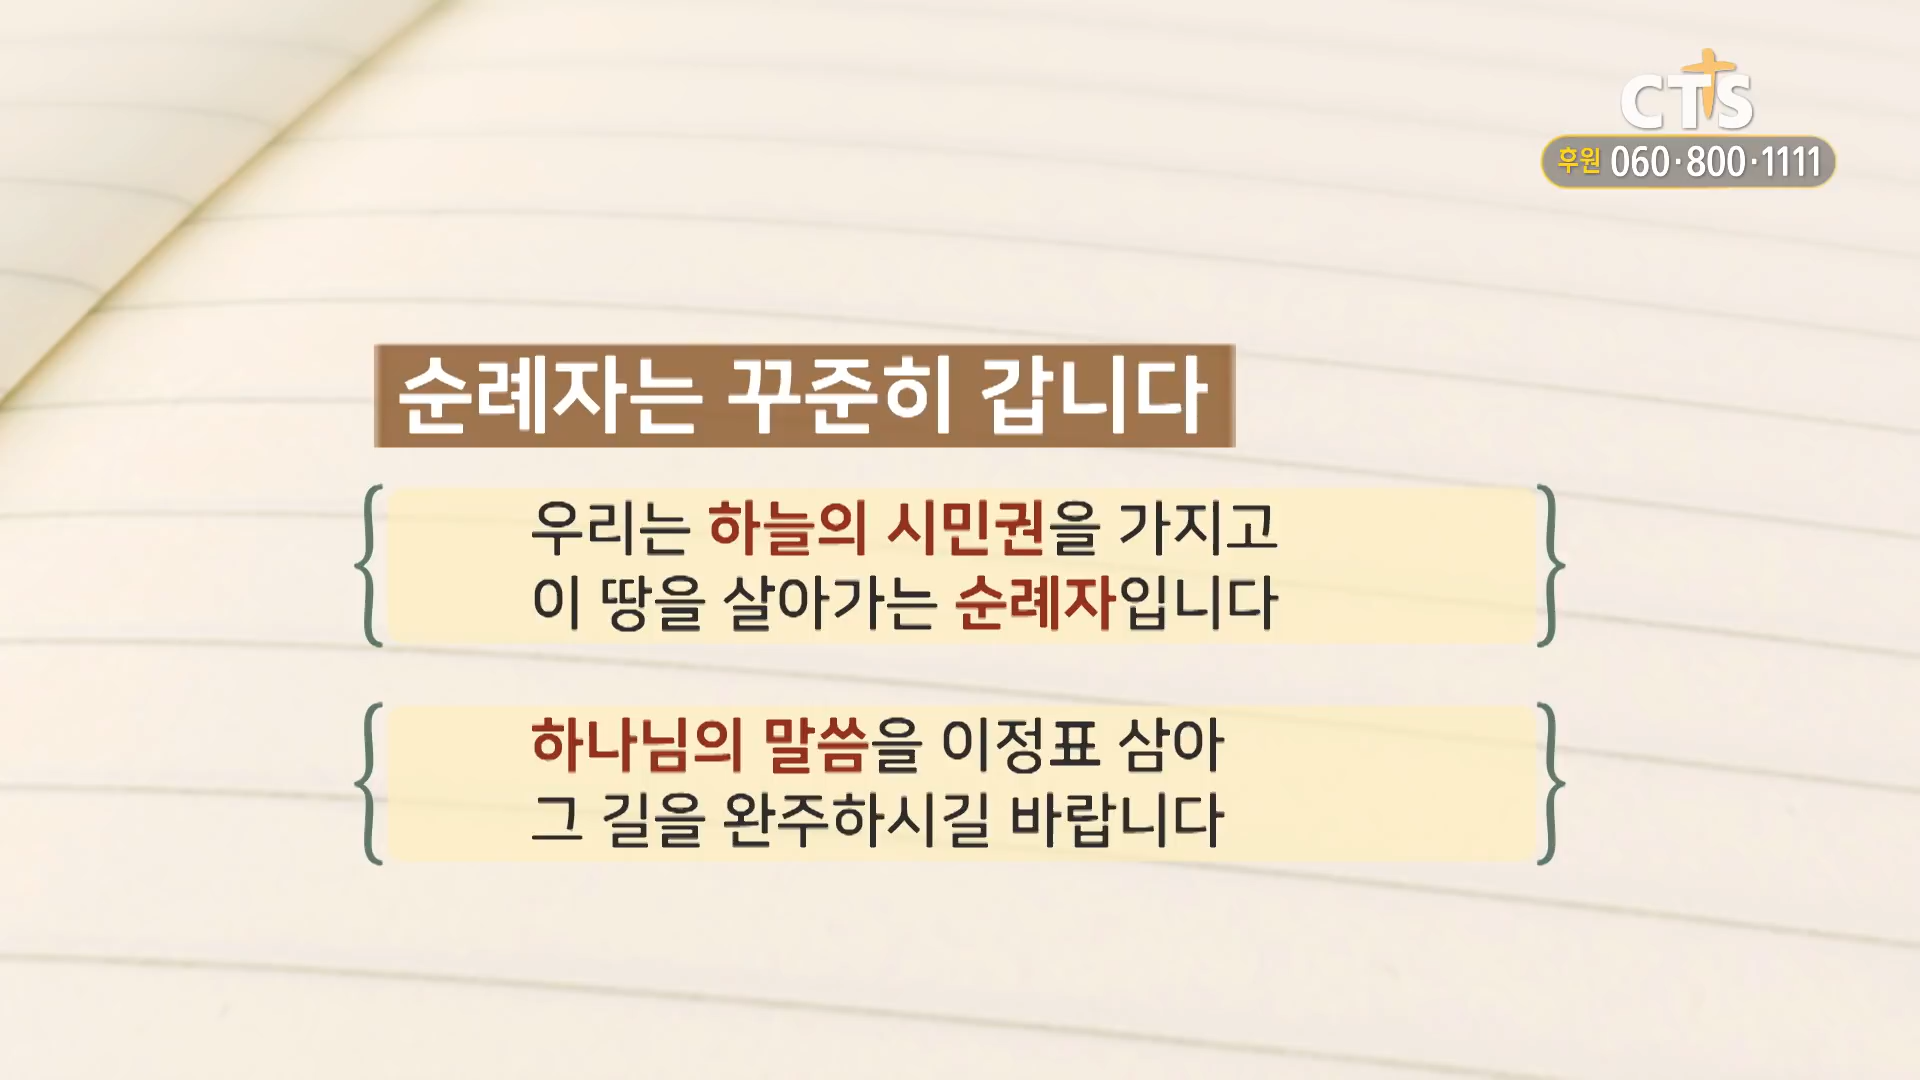 CTS
후원 060·800·1111
순례자는 꾸준히 갑니다
우리는 하늘의 시민권을 가지고
이 땅을 살아가는 순례자입니다
하나님의 말씀을 이정표 삼아
그 길을 완주하시길 바랍니다